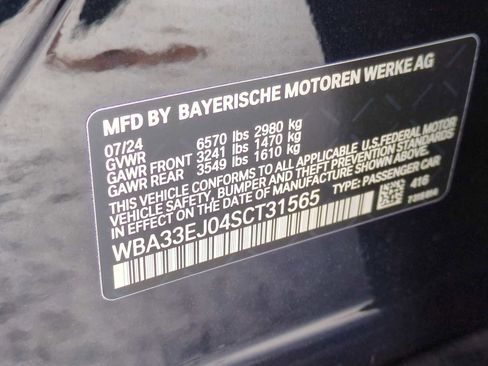 MFD BY BAYERISCHE MOTOREN WERKE AG
07/24
GVWR 6570 lbs 2980 kg
GAWR FRONT 3241 lbs 1470 kg
GAWR REAR 3549 lbs 1610 kg
THIS VEHICLE CONFORMS TO ALL APPLICABLE U.S.FEDERAL MOTOR
VEHICLE SAFETY, BUMPER AND THEFT PREVENTION STANDARDS
IN EFFECT ON THE DATE OF MANUFACTURE SHOWN ABOVE.
WBA33EJ04SCT31565 TYPE: PASSENGER CAR
416